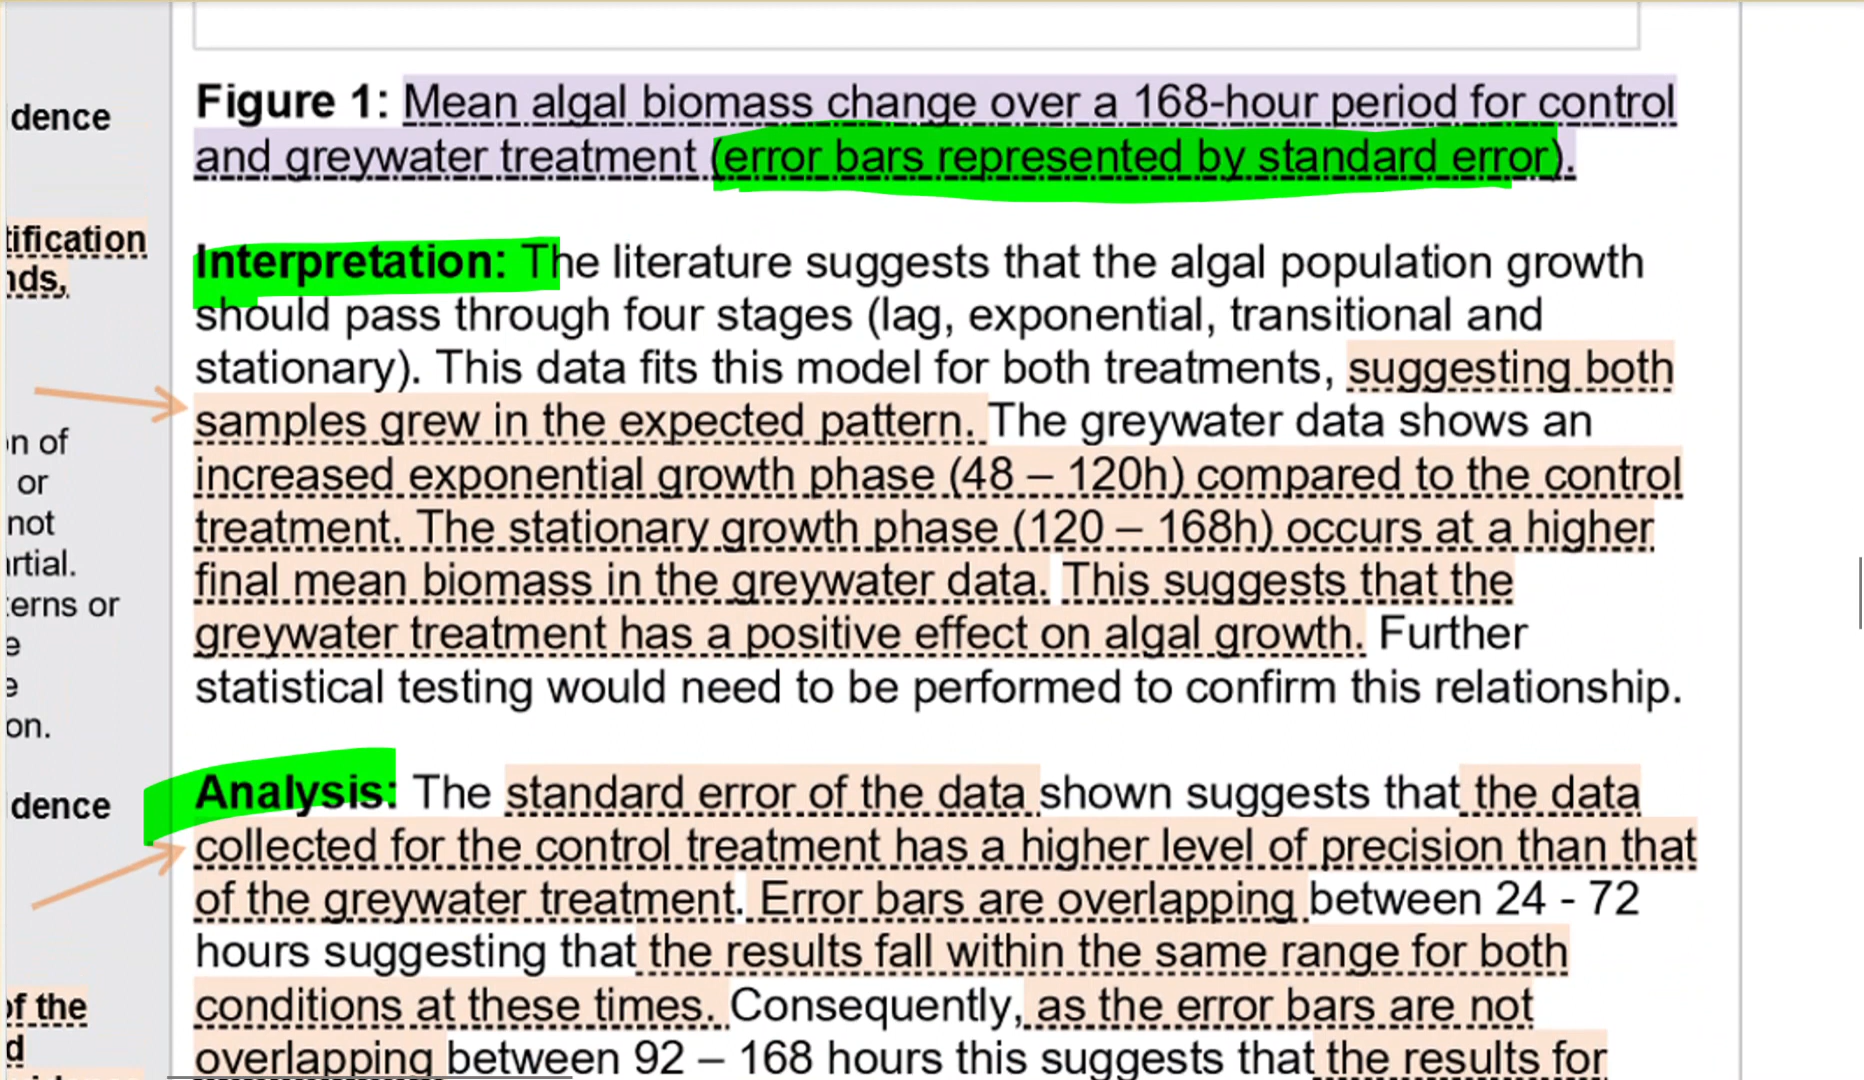 dence
tification
nds,
on of
or
not
artial.
terns or
e
e
on.
dence
of the
d
Figure 1: Mean algal biomass change over a 168-hour period for control
and greywater treatment (error bars represented by standard error).
Interpretation: The literature suggests that the algal population growth
should pass through four stages (lag, exponential, transitional and
stationary). This data fits this model for both treatments, suggesting both
samples grew in the expected pattern. The greywater data shows an
increased exponential growth phase (48 – 120h) compared to the control
treatment. The stationary growth phase (120 – 168h) occurs at a higher
final mean biomass in the greywater data. This suggests that the
greywater treatment has a positive effect on algal growth. Further
statistical testing would need to be performed to confirm this relationship.
Analysis: The standard error of the data shown suggests that the data
collected for the control treatment has a higher level of precision than that
of the greywater treatment. Error bars are overlapping between 24 - 72
hours suggesting that the results fall within the same range for both
conditions at these times. Consequently, as the error bars are not
overlapping between 92 – 168 hours this suggests that the results for